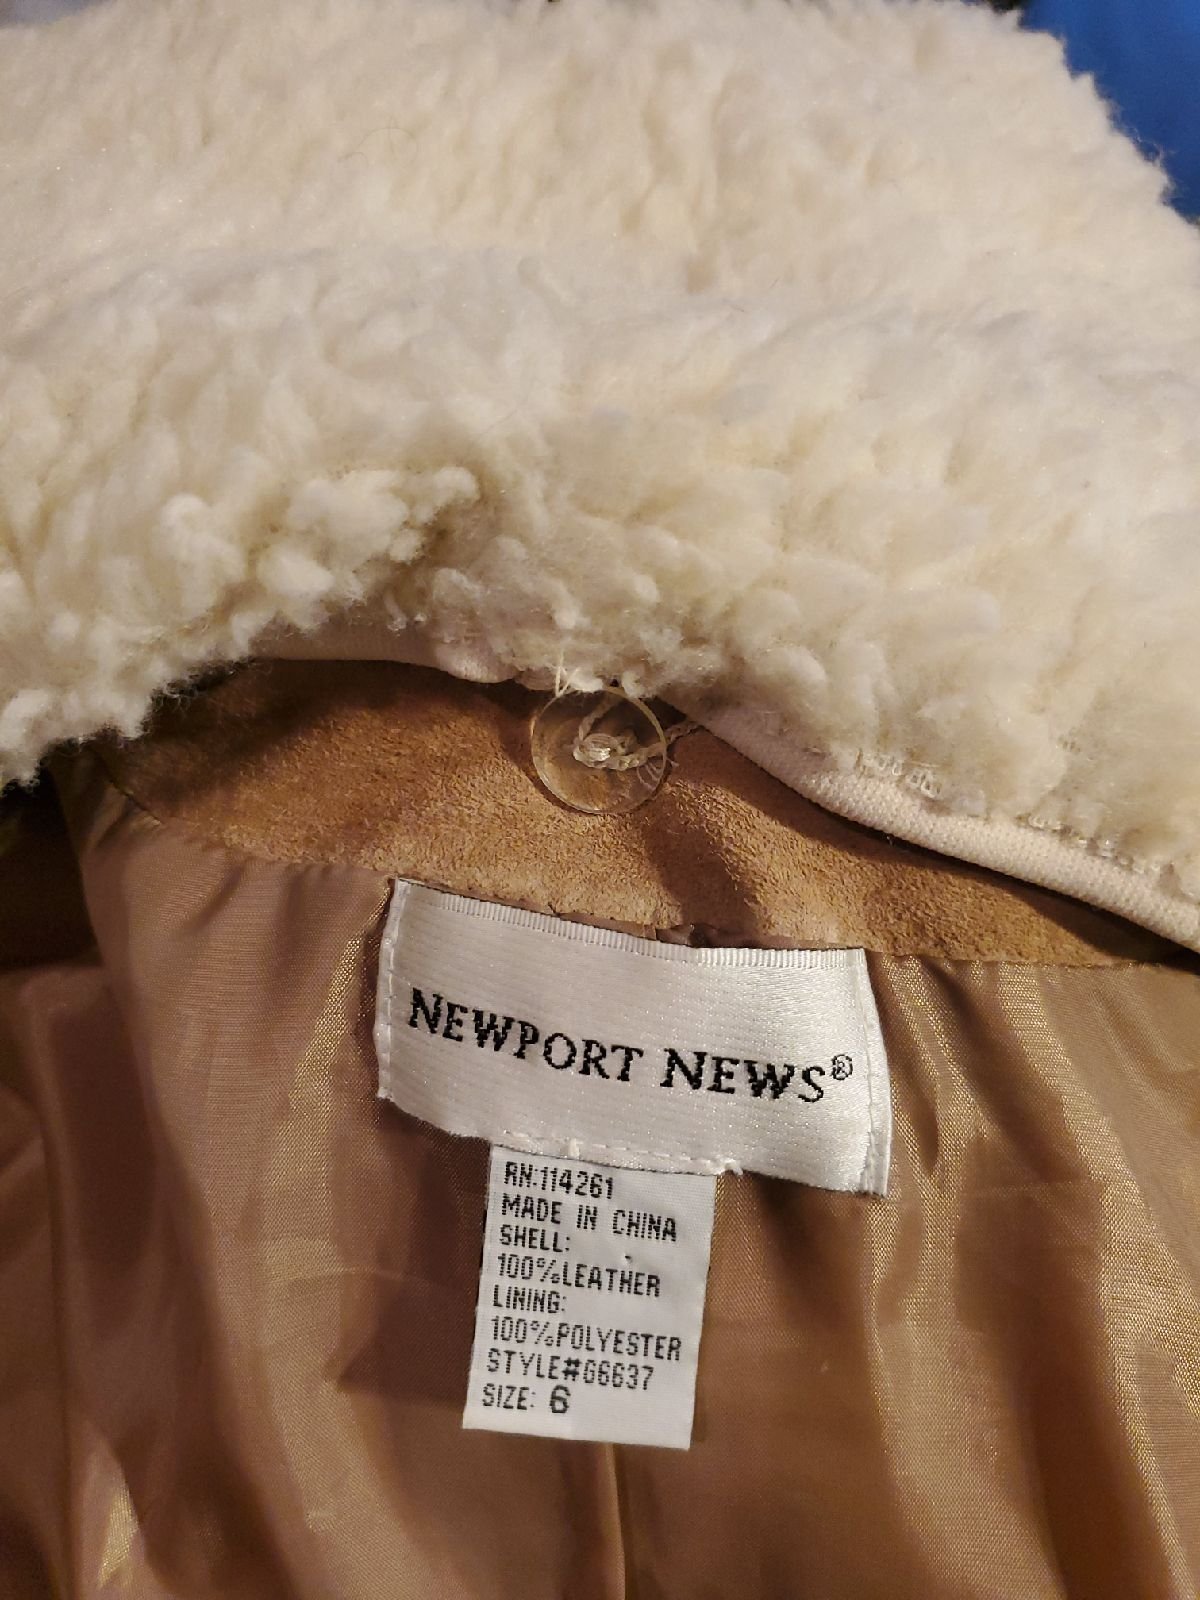 NEWPORT NEWS®
RN:114261
MADE IN CHINA
SHELL:
100%LEATHER
LINING:
100%POLYESTER
STYLE#66637
SIZE: 6